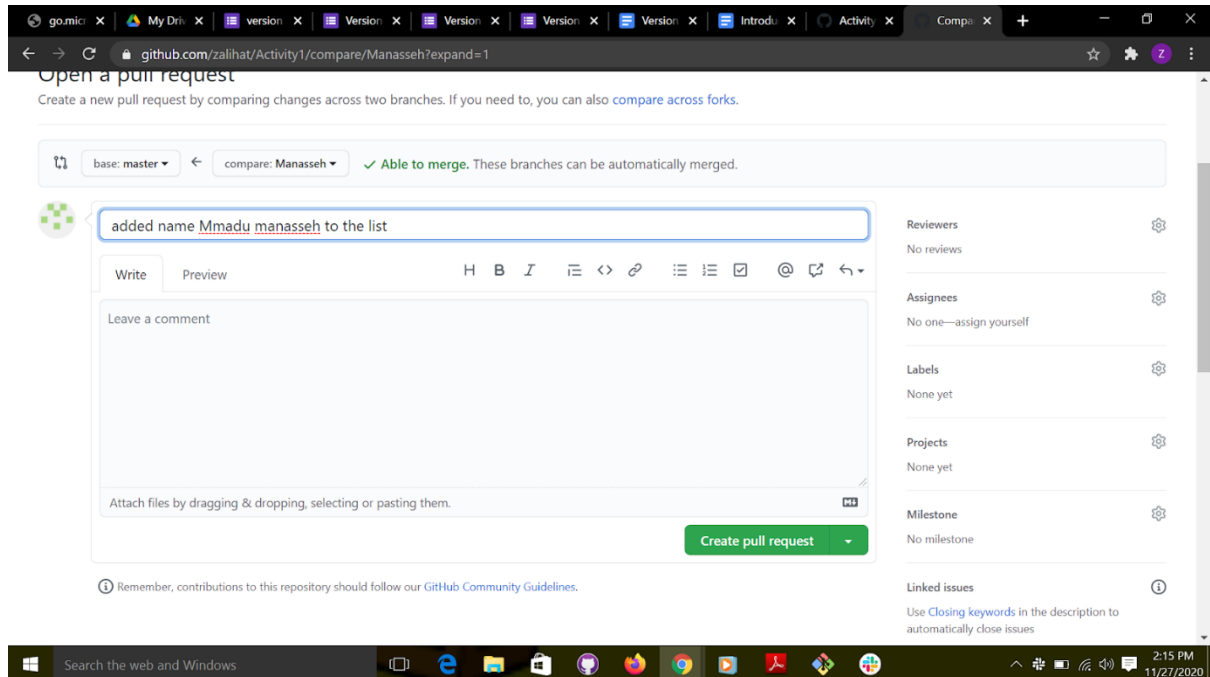 go.micr My Driv version Version Version Version Version Introdu Activity Compa
github.com/zalihat/Activity1/compare/Manasseh?expand=1 Z
Open a pull request
Create a new pull request by comparing changes across two branches. If you need to, you can also compare across forks.
base: master compare: Manasseh Able to merge. These branches can be automatically merged.
added name Mmadu manasseh to the list
Write Preview H B I
Leave a comment
Attach files by dragging & dropping, selecting or pasting them.
Create pull request
Remember, contributions to this repository should follow our GitHub Community Guidelines.
Reviewers
No reviews
Assignees
No one—assign yourself
Labels
None yet
Projects
None yet
Milestone
No milestone
Linked issues
Use Closing keywords in the description to
automatically close issues
Search the web and Windows
2:15 PM
11/27/2020